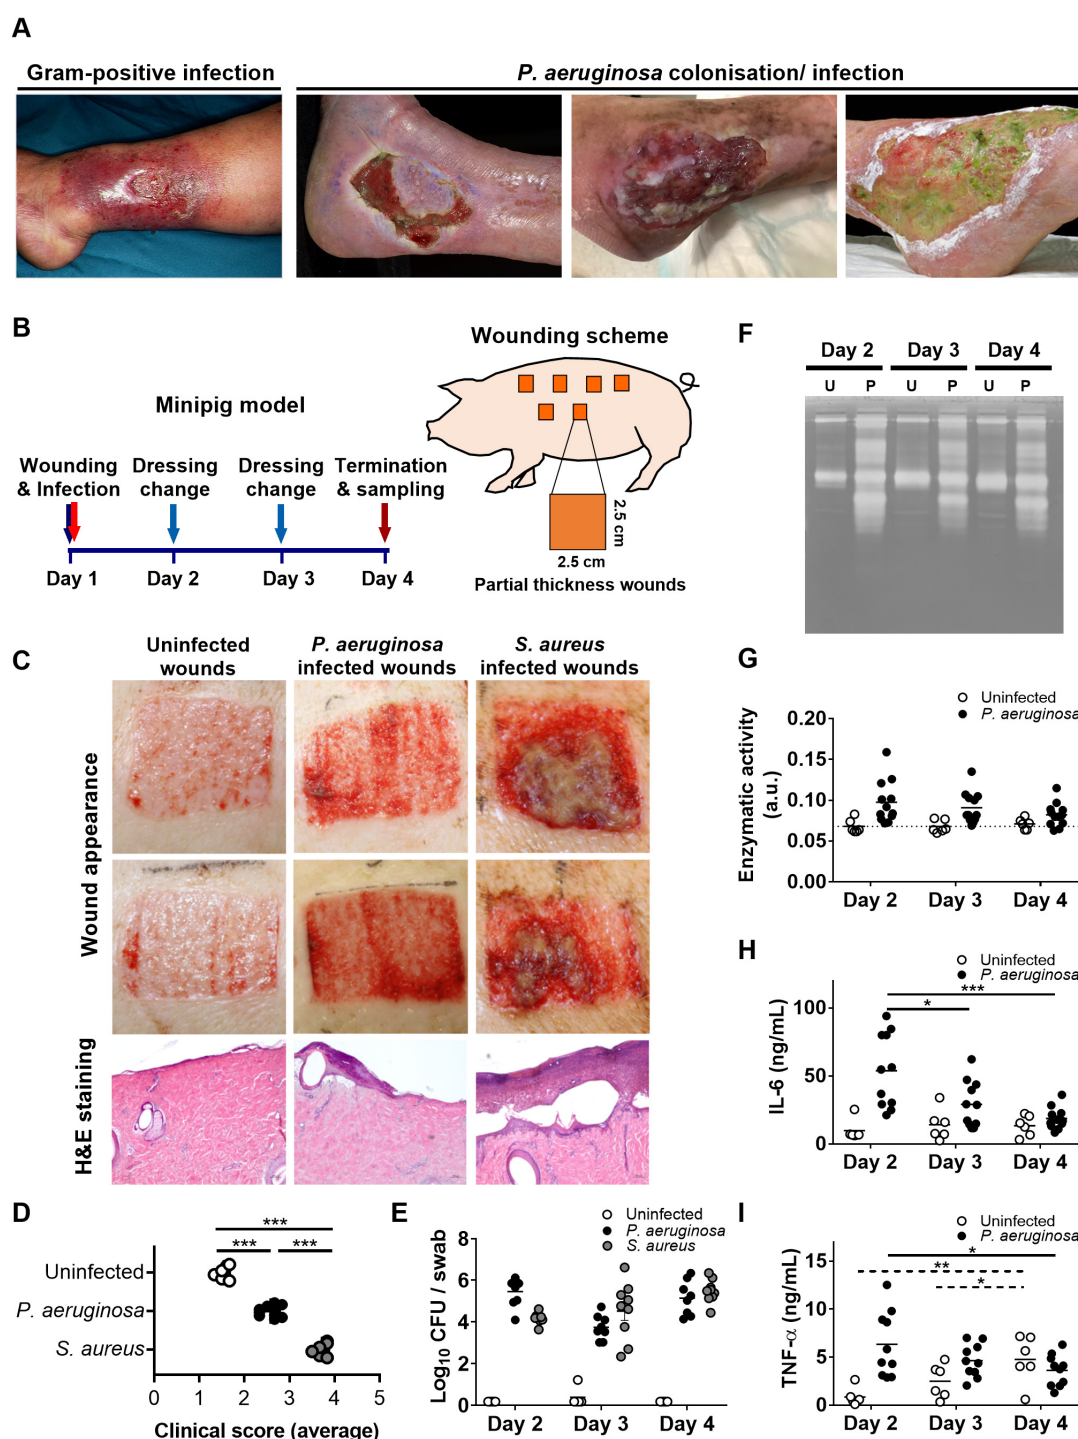 A
Gram-positive infection
P. aeruginosa colonisation/ infection
B
Minipig model
Wounding & Infection
Dressing change
Dressing change
Termination & sampling
Day 1
Day 2
Day 3
Day 4
Wounding scheme
2.5 cm
2.5 cm
Partial thickness wounds
C
Uninfected wounds
P. aeruginosa infected wounds
S. aureus infected wounds
Wound appearance
H&E staining
D
***
*** ***
Uninfected
P. aeruginosa
S. aureus
0 1 2 3 4 5
Clinical score (average)
E
Uninfected
P. aeruginosa
S. aureus
Log10 CFU / swab
8
6
4
2
0
Day 2 Day 3 Day 4
F
Day 2 Day 3 Day 4
U P U P U P
G
Uninfected
P. aeruginosa
Enzymatic activity (a.u.)
0.20
0.15
0.10
0.05
0.00
Day 2 Day 3 Day 4
H
Uninfected
P. aeruginosa
***
*
IL-6 (ng/mL)
100
50
0
Day 2 Day 3 Day 4
I
Uninfected
P. aeruginosa
*
**
*
TNF-α (ng/mL)
15
10
5
0
Day 2 Day 3 Day 4